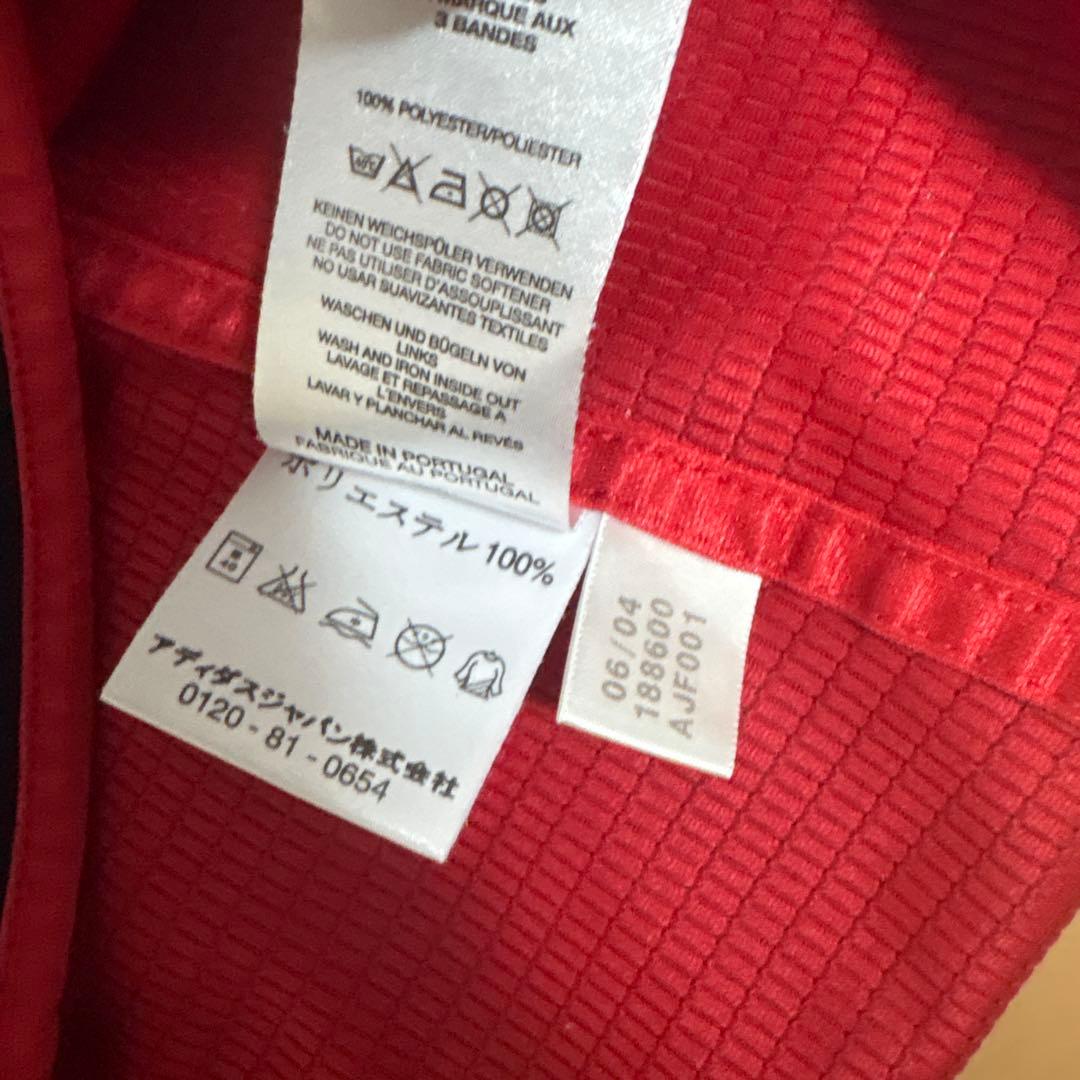 MARQUE AUX
3 BANDES
100% POLYESTER/POLIESTER
KEINEN WEICHSPÜLER VERWENDEN
DO NOT USE FABRIC SOFTENER
NE PAS UTILISER D'ASSOUPLISSANT
NO USAR SUAVIZANTES TEXTILES
WASCHEN UND BÜGELN VON
LINKS
WASH AND IRON INSIDE OUT
LAVAGE ET REPASSAGE A
L'ENVERS
LAVAR Y PLANCHAR AL REVÉS
MADE IN PORTUGAL
FABRIQUE AU PORTUGAL
ポリエステル 100%
40
アディダスジャパン株式会社
0120-81-0654
06/04
188600
AJF001